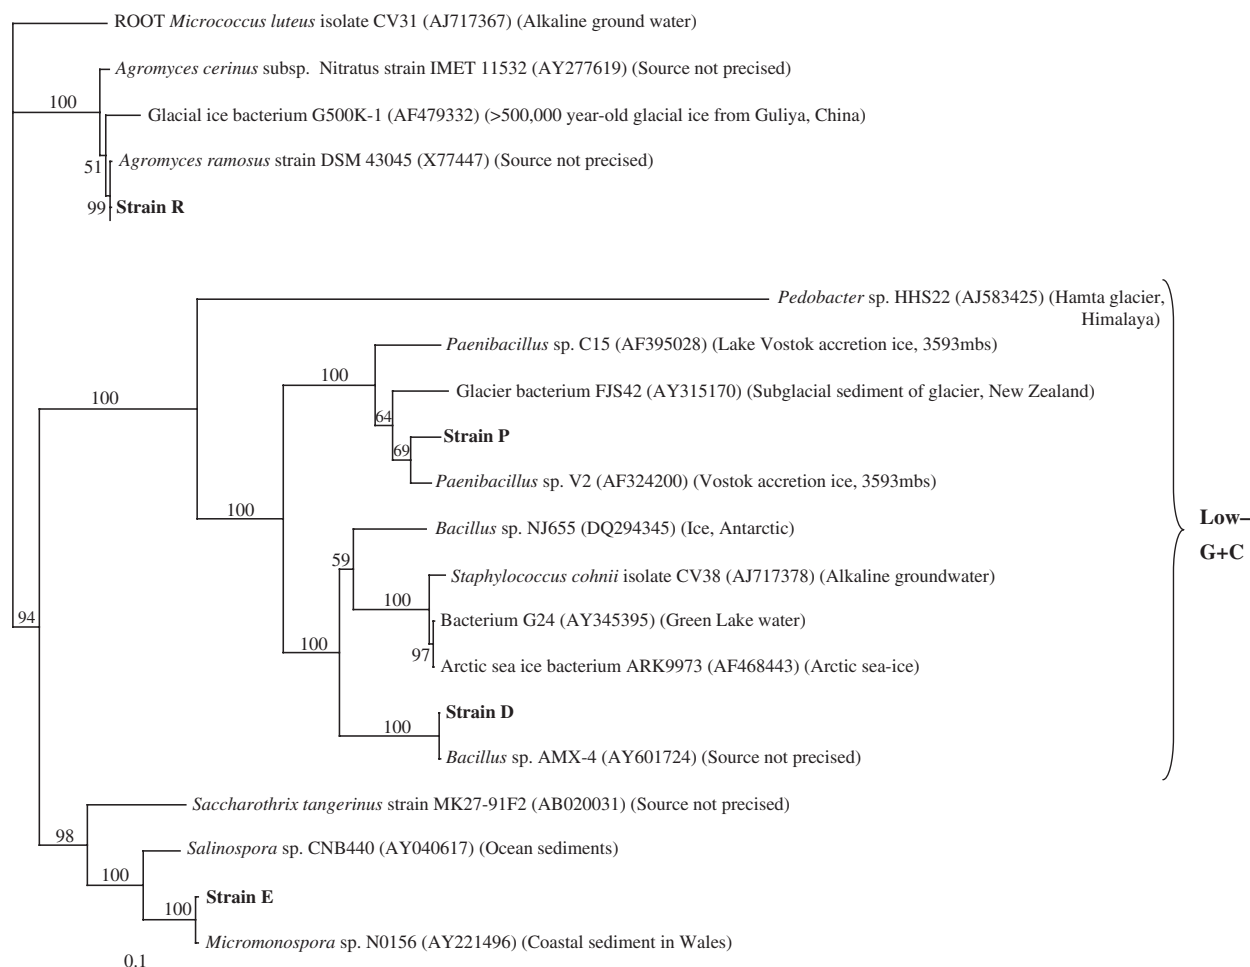 ROOT Micrococcus luteus isolate CV31 (AJ717367) (Alkaline ground water)
Agromyces cerinus subsp. Nitratus strain IMET 11532 (AY277619) (Source not precised)
100
Glacial ice bacterium G500K-1 (AF479332) (>500,000 year-old glacial ice from Guliya, China)
Agromyces ramosus strain DSM 43045 (X77447) (Source not precised)
51
99 Strain R
Pedobacter sp. HHS22 (AJ583425) (Hamta glacier,
Himalaya)
Paenibacillus sp. C15 (AF395028) (Lake Vostok accretion ice, 3593mbs)
100
Glacier bacterium FJS42 (AY315170) (Subglacial sediment of glacier, New Zealand)
100
64
Strain P
69
Paenibacillus sp. V2 (AF324200) (Vostok accretion ice, 3593mbs)
100
Low–
G+C
Bacillus sp. NJ655 (DQ294345) (Ice, Antarctic)
59
Staphylococcus cohnii isolate CV38 (AJ717378) (Alkaline groundwater)
100
Bacterium G24 (AY345395) (Green Lake water)
94
100
97
Arctic sea ice bacterium ARK9973 (AF468443) (Arctic sea-ice)
Strain D
100
Bacillus sp. AMX-4 (AY601724) (Source not precised)
Saccharothrix tangerinus strain MK27-91F2 (AB020031) (Source not precised)
98
Salinospora sp. CNB440 (AY040617) (Ocean sediments)
100
Strain E
100
Micromonospora sp. N0156 (AY221496) (Coastal sediment in Wales)
0.1